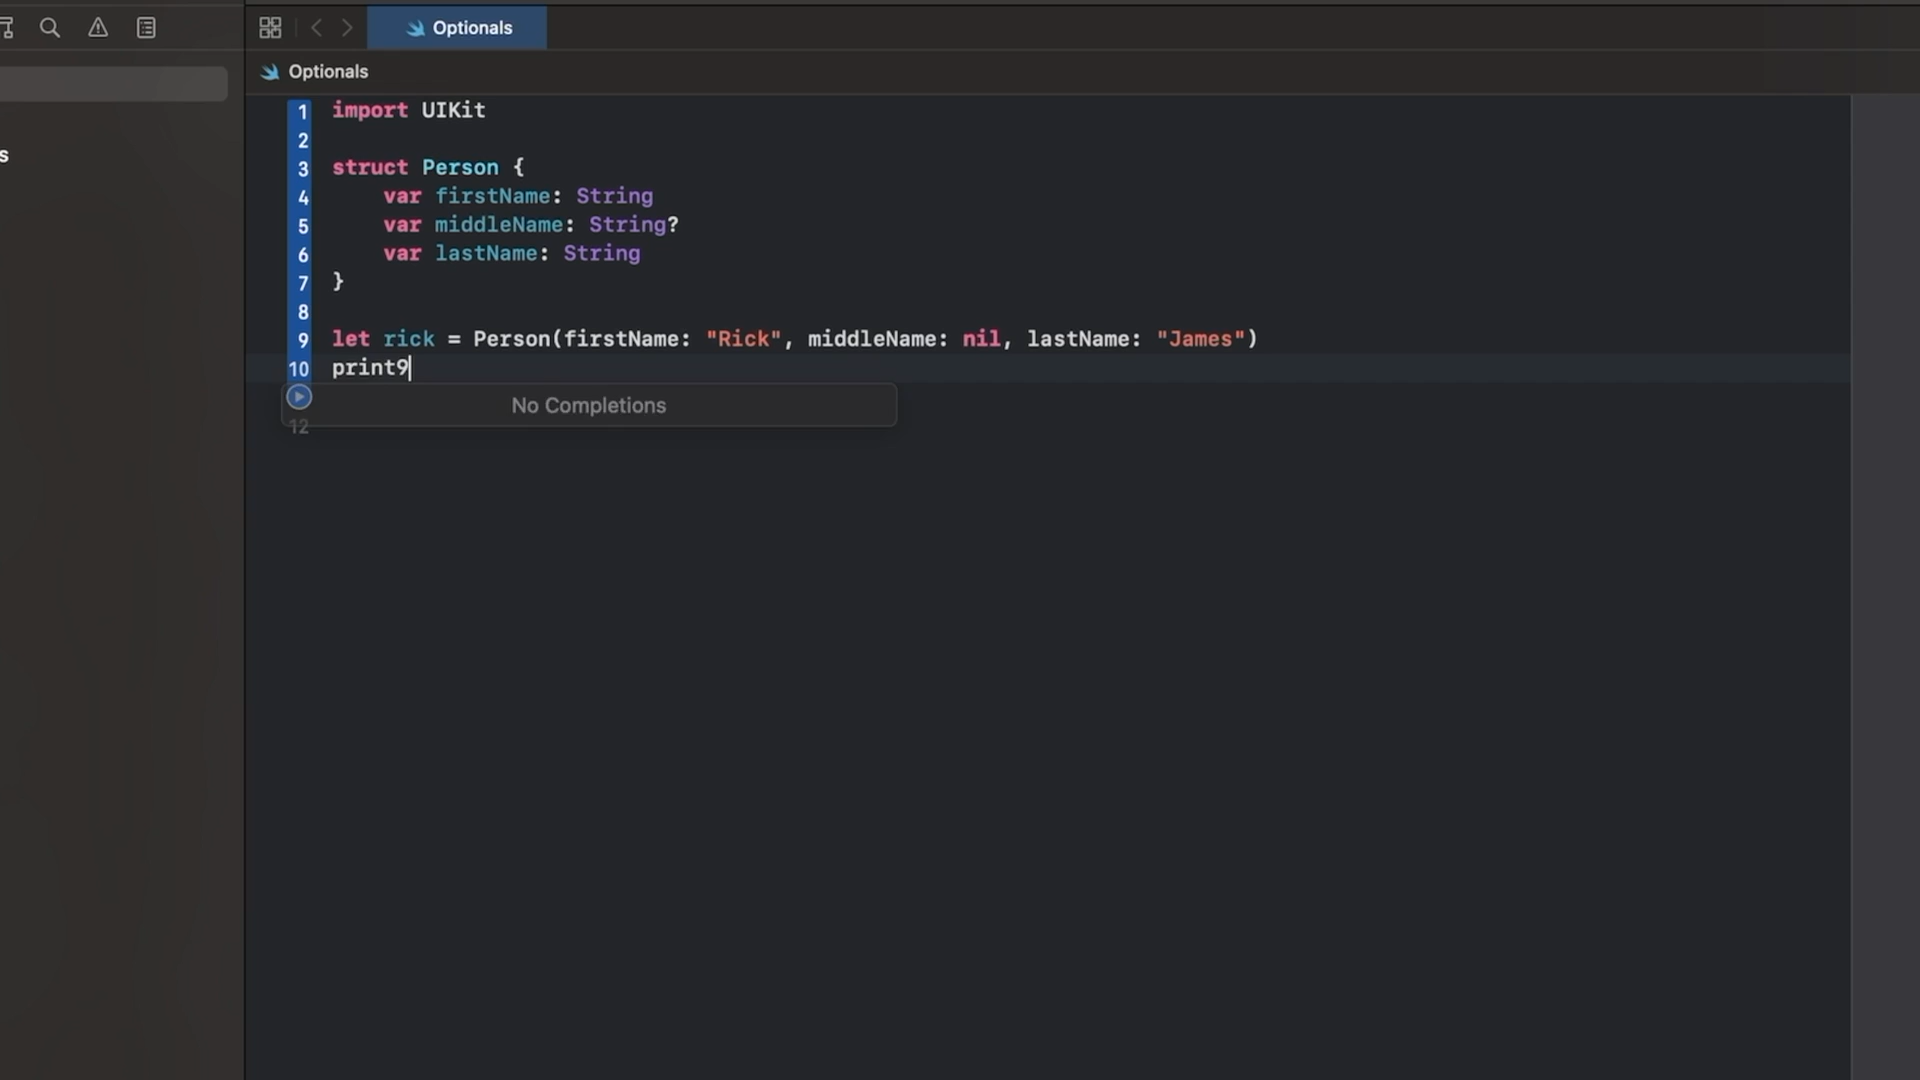 Optionals
Optionals
s
1 import UIKit
2
3 struct Person {
4 var firstName: String
5 var middleName: String?
6 var lastName: String
7 }
8
9 let rick = Person(firstName: "Rick", middleName: nil, lastName: "James")
10 print9
No Completions
12